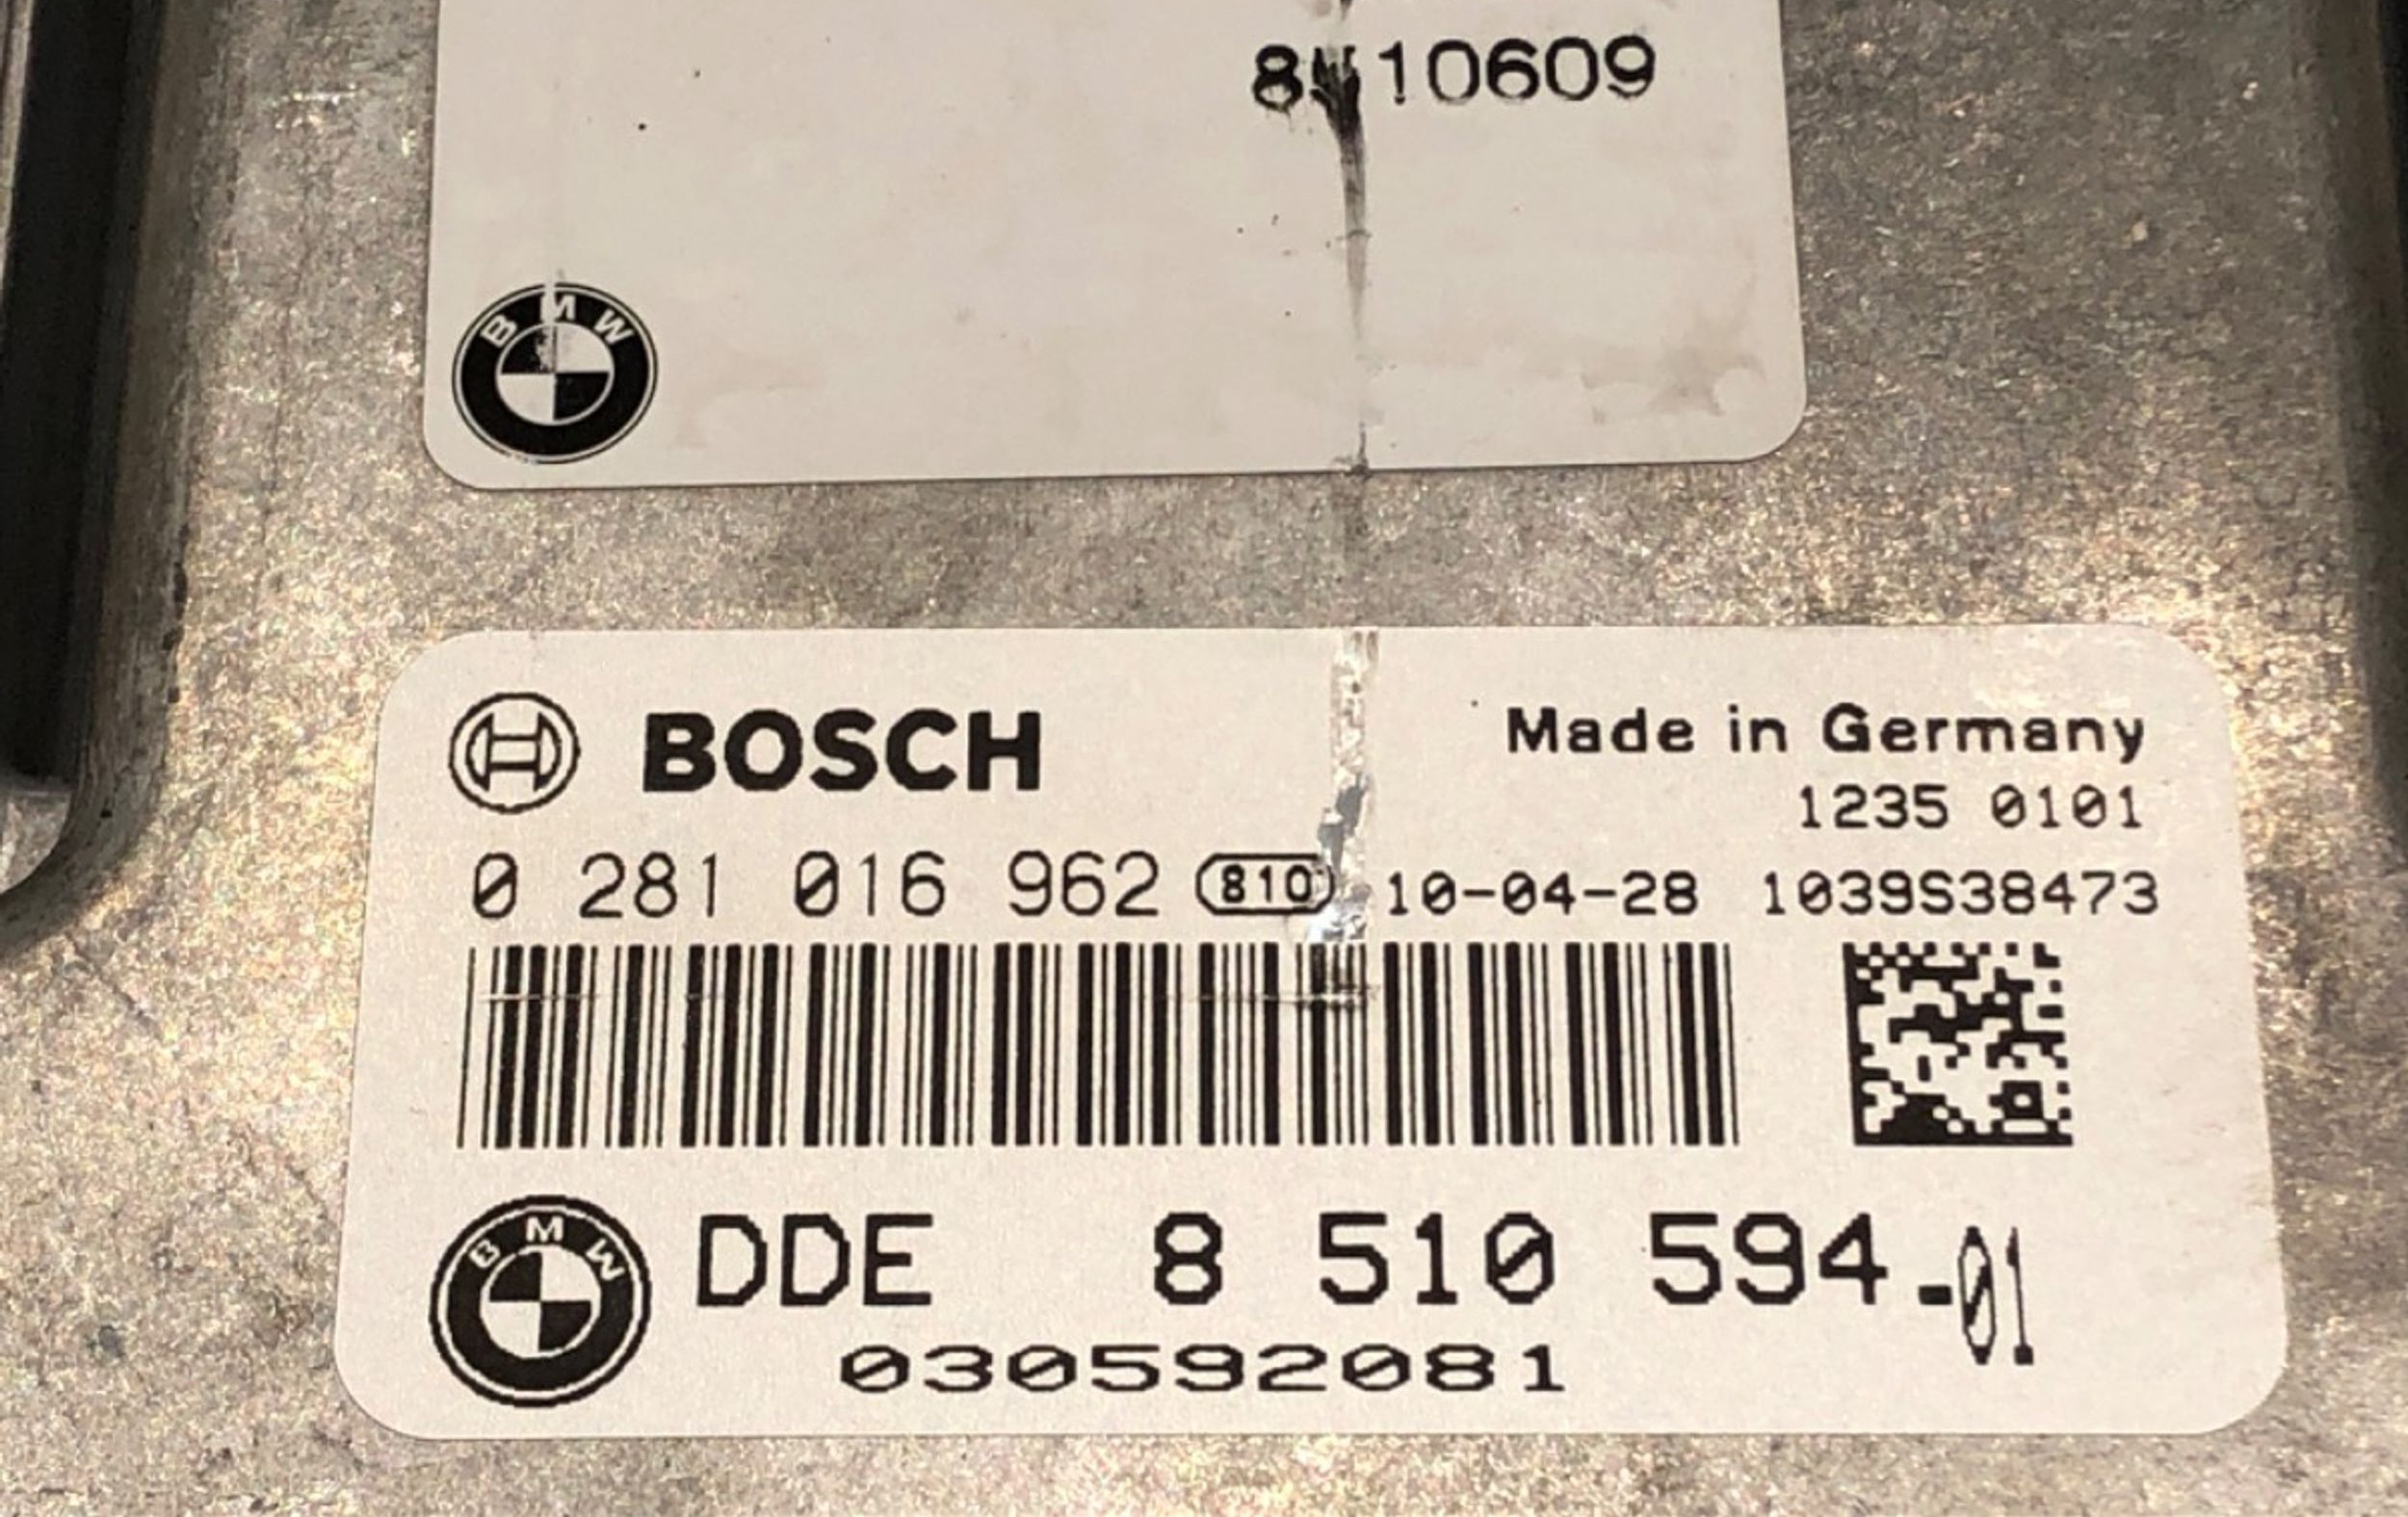 BMW
BOSCH
Made in Germany
1235 0101
0 281 016 962 810 10-04-28 1039S38473
BMW
DDE 8 510 594-01
030592081